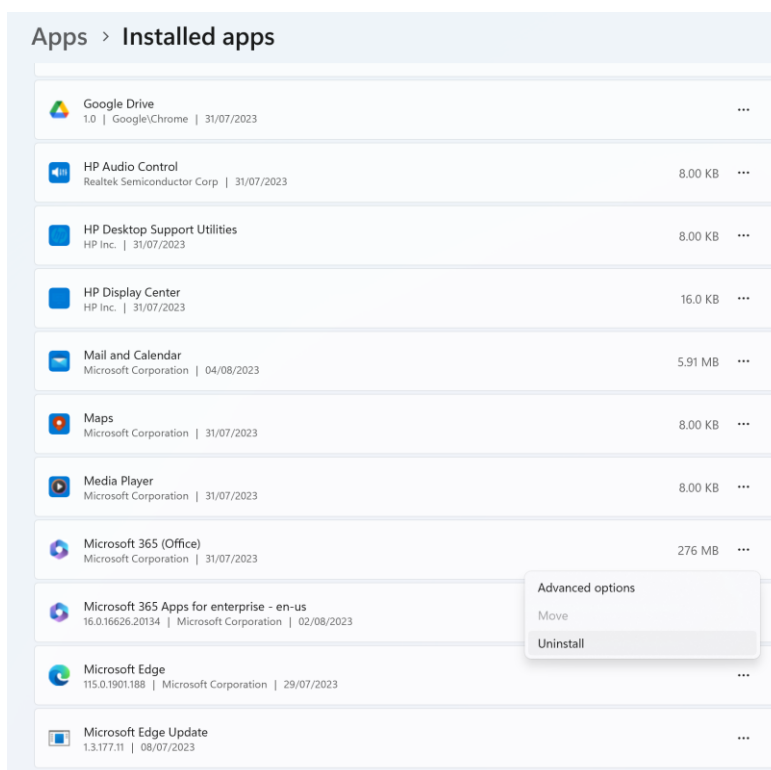 Apps > Installed apps
Google Drive
1.0 | Google\Chrome | 31/07/2023
...
HP Audio Control
Realtek Semiconductor Corp | 31/07/2023
8.00 KB ...
HP Desktop Support Utilities
HP Inc. | 31/07/2023
8.00 KB ...
HP Display Center
HP Inc. | 31/07/2023
16.0 KB ...
Mail and Calendar
Microsoft Corporation | 04/08/2023
5.91 MB ...
Maps
Microsoft Corporation | 31/07/2023
8.00 KB ...
Media Player
Microsoft Corporation | 31/07/2023
8.00 KB ...
Microsoft 365 (Office)
Microsoft Corporation | 31/07/2023
276 MB ...
Advanced options
Move
Uninstall
Microsoft 365 Apps for enterprise - en-us
16.0.16626.20134 | Microsoft Corporation | 02/08/2023
Microsoft Edge
115.0.1901.188 | Microsoft Corporation | 29/07/2023
...
Microsoft Edge Update
1.3.177.11 | 08/07/2023
...